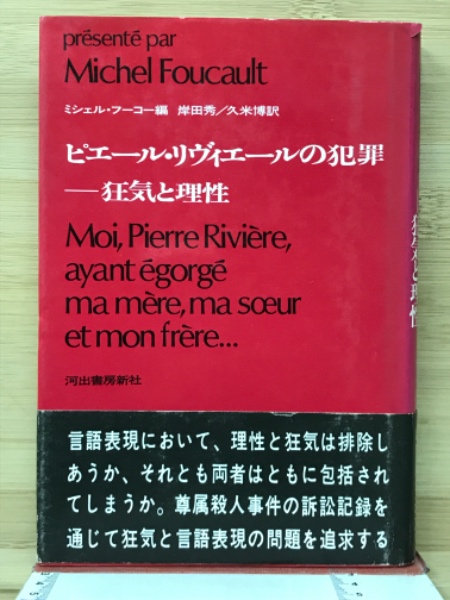 présenté par
Michel Foucault
ミシェル・フーコー編 岸田秀／久米博訳
ピエール・リヴィエールの犯罪
──狂気と理性
Moi, Pierre Rivière,
ayant égorgé
ma mère, ma sœur
et mon frère...
河出書房新社
言語表現において、理性と狂気は排除し
あうか、それとも両者はともに包括され
てしまうか。尊属殺人事件の訴訟記録を
通じて狂気と言語表現の問題を追求する
狂気と理性